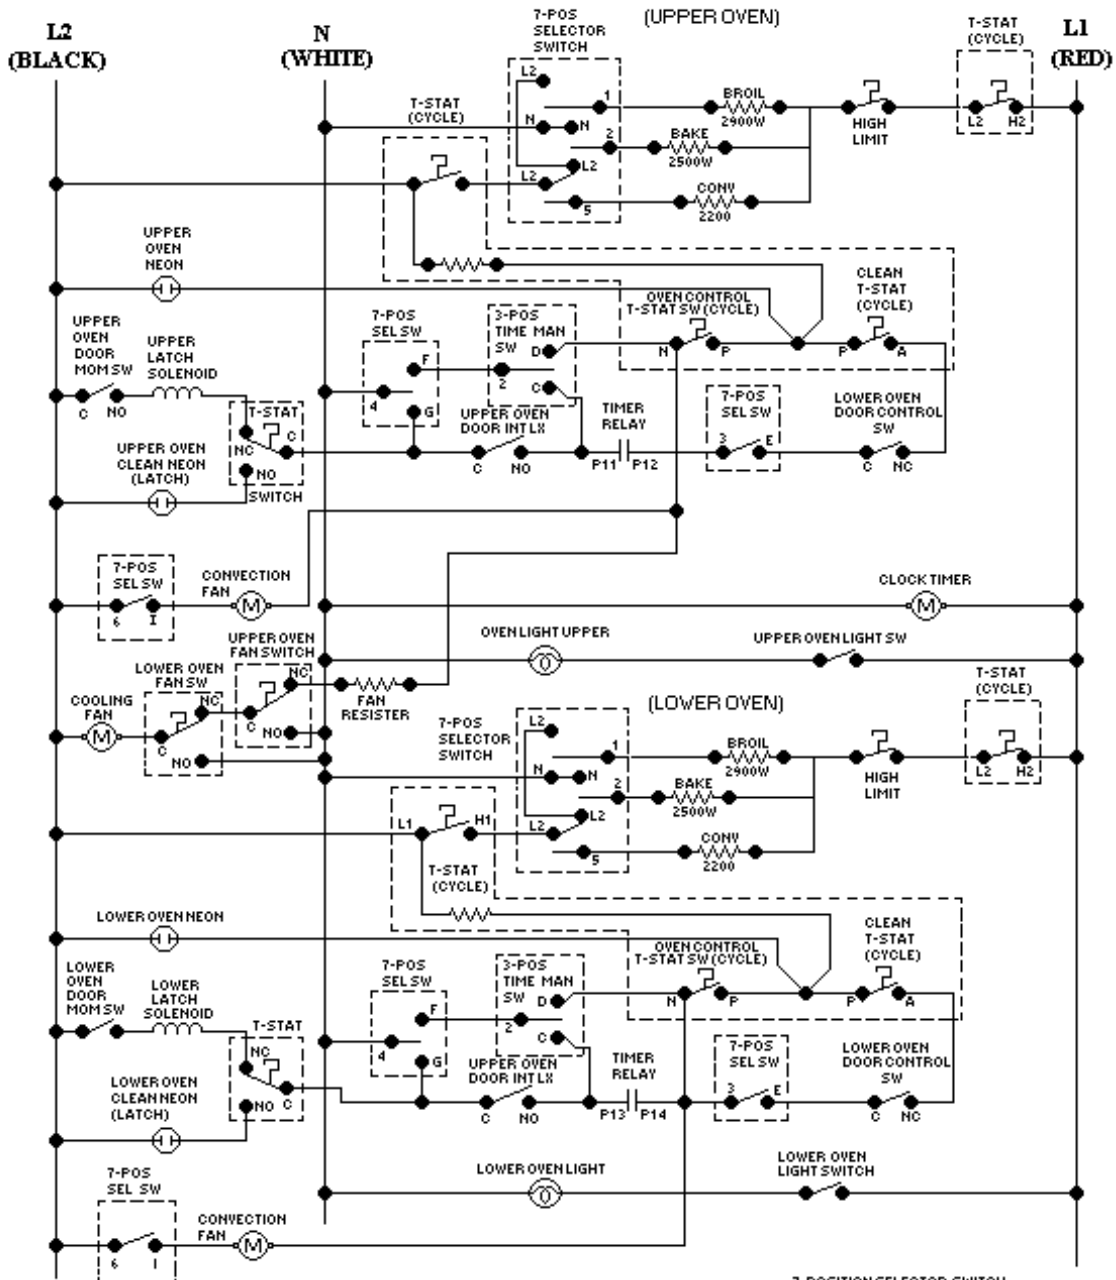 L2
(BLACK)
N
(WHITE)
7-POS
SELECTOR
SWITCH
(UPPER OVEN)
T-STAT
(CYCLE)
L1
(RED)
L2
1
BROIL
2900W
T-STAT
(CYCLE)
N
N
HIGH
LIMIT
L2
H2
2
BAKE
2500W
L2
L2
CONV
2200
5
UPPER
OVEN
NEON
CLEAN
T-STAT
(CYCLE)
OVEN CONTROL
T-STAT SW (CYCLE)
7-POS
SEL SW
3-POS
TIME MAN
SW
D
N
P
P
A
UPPER
OVEN
DOOR
MOM SW
UPPER
LATCH
SOLENOID
F
2
C
4
G
C
NO
T-STAT
C
NC
NO
SWITCH
UPPER OVEN
DOOR INT LX
C
NO
TIMER
RELAY
P11
P12
7-POS
SEL SW
3
E
LOWER OVEN
DOOR CONTROL
SW
C
NC
UPPER OVEN
CLEAN NEON
(LATCH)
7-POS
SEL SW
6
I
CONVECTION
FAN
M
CLOCK TIMER
M
UPPER OVEN
FAN SWITCH
OVEN LIGHT UPPER
UPPER OVEN LIGHT SW
LOWER OVEN
FAN SW
NC
NC
COOLING
FAN
M
C
C
NO
NO
FAN
RESISTER
7-POS
SELECTOR
SWITCH
(LOWER OVEN)
T-STAT
(CYCLE)
L2
1
BROIL
2900W
N
N
HIGH
LIMIT
L2
H2
2
BAKE
2500W
L1
H1
L2
L2
CONV
2200
5
T-STAT
(CYCLE)
LOWER OVEN NEON
CLEAN
T-STAT
(CYCLE)
OVEN CONTROL
T-STAT SW (CYCLE)
7-POS
SEL SW
3-POS
TIME MAN
SW
D
N
P
P
A
LOWER
OVEN
DOOR
MOM SW
LOWER
LATCH
SOLENOID
F
2
C
4
G
T-STAT
NC
NO
C
UPPER OVEN
DOOR INT LX
C
NO
TIMER
RELAY
P13
P14
7-POS
SEL SW
3
E
LOWER OVEN
DOOR CONTROL
SW
C
NC
LOWER OVEN
CLEAN NEON
(LATCH)
LOWER OVEN LIGHT
LOWER OVEN
LIGHT SWITCH
7-POS
SEL SW
6
I
CONVECTION
FAN
M
7-POSITION SELECTOR SWITCH